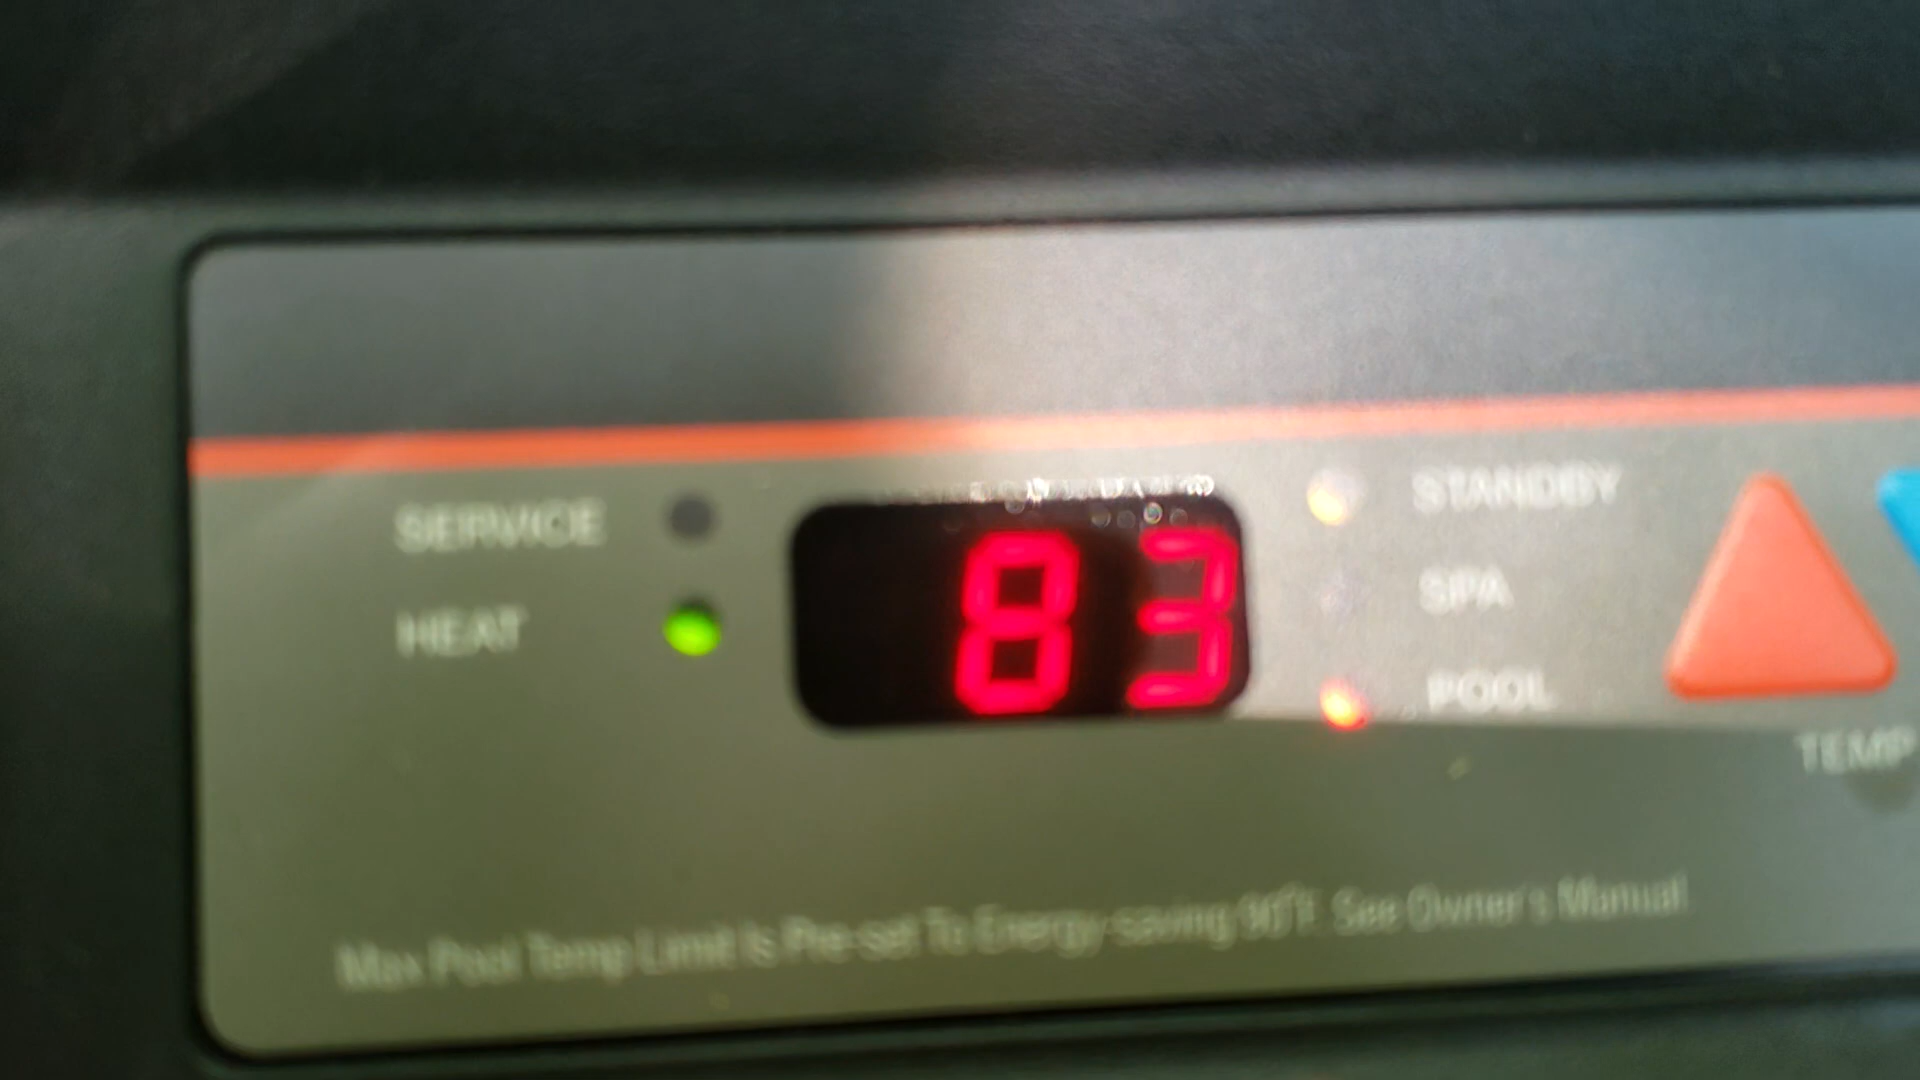 SERVICE
HEAT
83
STANDBY
SPA
POOL
TEMP
Max Pool Temp Limit Is Pre-set To Energy-saving 90°F. See Owner's Manual.